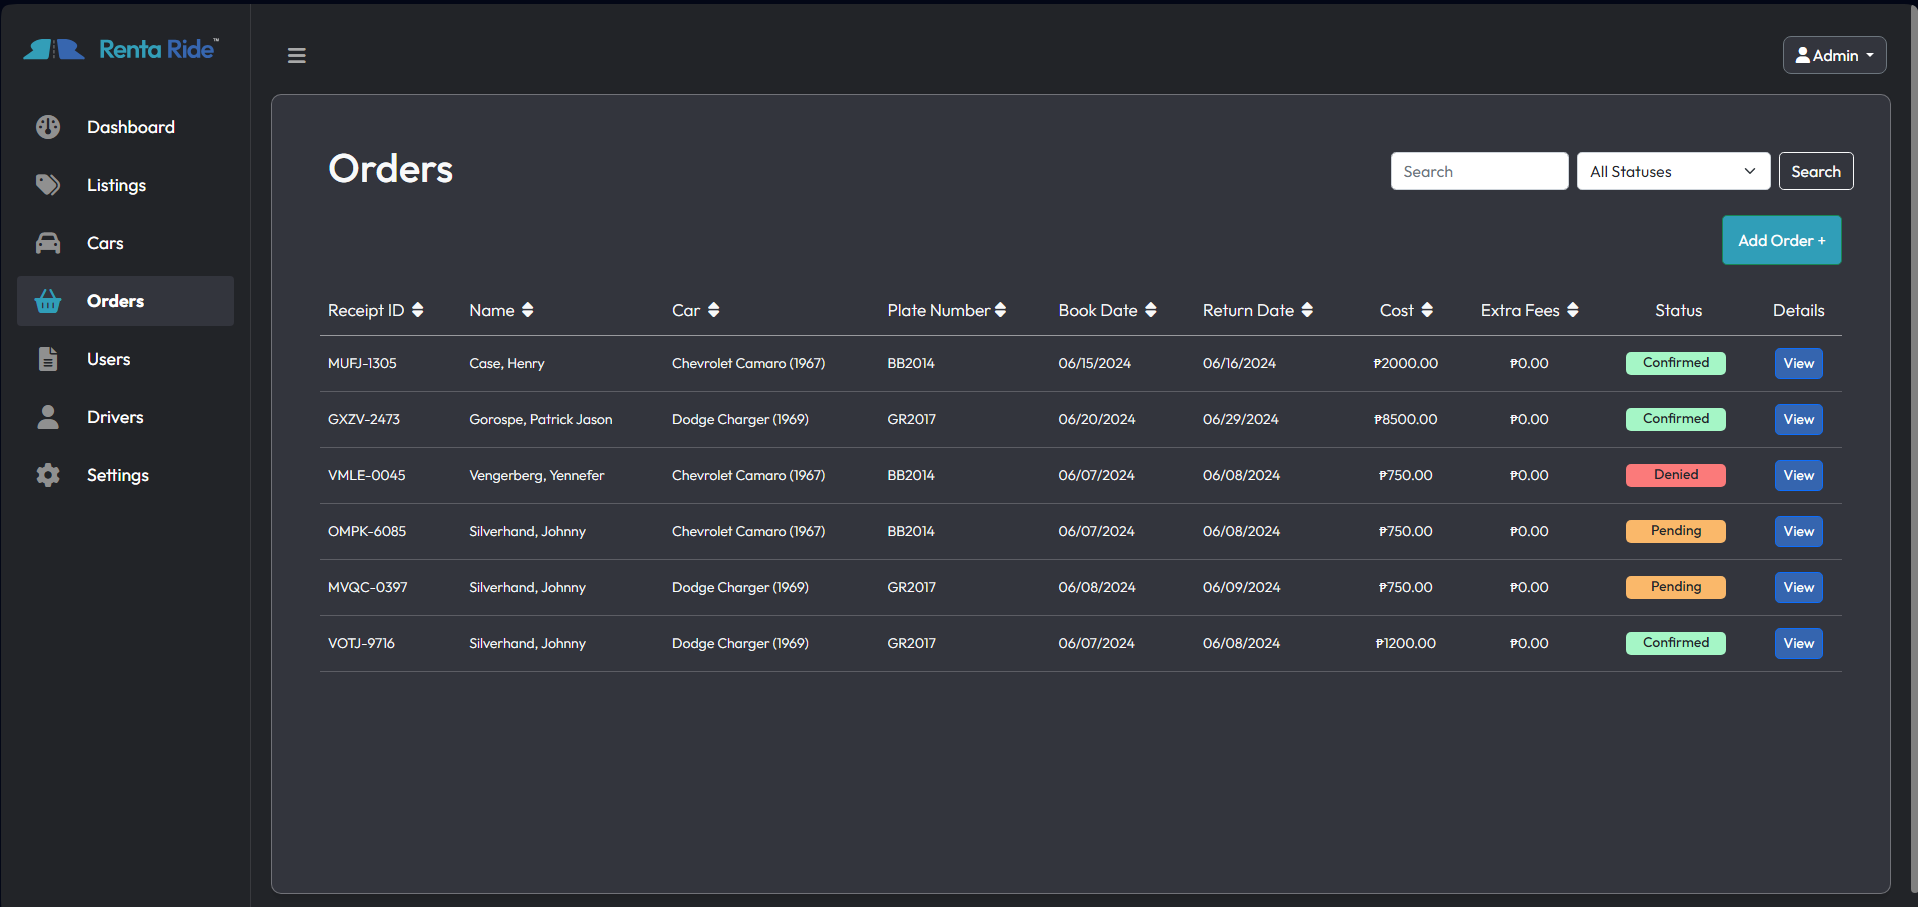 Renta Ride™
Admin
Dashboard
Listings
Cars
Orders
Users
Drivers
Settings
Orders
Search All Statuses Search
Add Order +
Receipt ID Name Car Plate Number Book Date Return Date Cost Extra Fees Status Details
MUFJ-1305 Case, Henry Chevrolet Camaro (1967) BB2014 06/15/2024 06/16/2024 ₱2000.00 ₱0.00 Confirmed View
GXZV-2473 Gorospe, Patrick Jason Dodge Charger (1969) GR2017 06/20/2024 06/29/2024 ₱8500.00 ₱0.00 Confirmed View
VMLE-0045 Vengerberg, Yennefer Chevrolet Camaro (1967) BB2014 06/07/2024 06/08/2024 ₱750.00 ₱0.00 Denied View
OMPK-6085 Silverhand, Johnny Chevrolet Camaro (1967) BB2014 06/07/2024 06/08/2024 ₱750.00 ₱0.00 Pending View
MVQC-0397 Silverhand, Johnny Dodge Charger (1969) GR2017 06/08/2024 06/09/2024 ₱750.00 ₱0.00 Pending View
VOTJ-9716 Silverhand, Johnny Dodge Charger (1969) GR2017 06/07/2024 06/08/2024 ₱1200.00 ₱0.00 Confirmed View